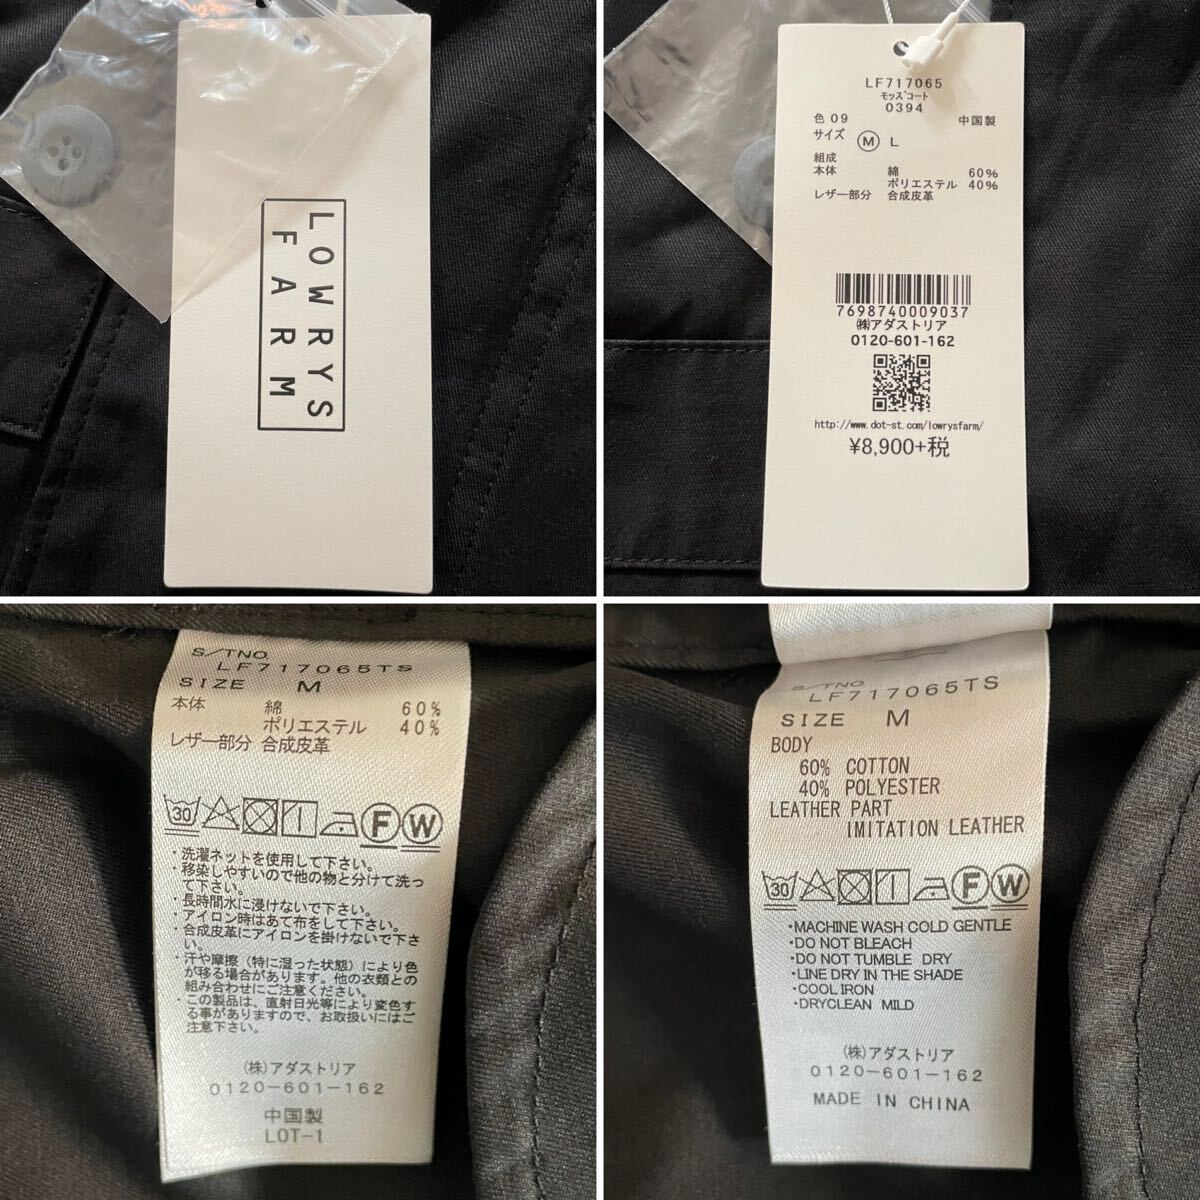 LOWRYS
FARM
LF717065
モッズコート
0394
色 09 中国製
サイズ M L
組成
本体 綿 60%
ポリエステル 40%
レザー部分 合成皮革
7698740009037
㈱アダストリア
0120-601-162
http://www.dot-st.com/lowrysfarm/
¥8,900+税
S/TNO.
LF717065TS
SIZE M
本体 綿 60%
ポリエステル 40%
レザー部分 合成皮革
30 F W
・洗濯ネットを使用して下さい。
・移染しやすいので他の物と分けて洗っ
て下さい。
・長時間水に浸けないで下さい。
・アイロン時はあて布をして下さい。
・合成皮革にアイロンを掛けないで下さ
い。
・汗や摩擦（特に湿った状態）により色
が移る場合があります。他の衣類との
組み合わせにご注意ください。
・この製品は、直射日光等により変色す
る事がありますので、お取扱いにはご
注意下さい。
（株）アダストリア
0120-601-162
中国製
LOT-1
S/TNO.
LF717065TS
SIZE M
BODY
60% COTTON
40% POLYESTER
LEATHER PART
IMITATION LEATHER
30 F W
・MACHINE WASH COLD GENTLE
・DO NOT BLEACH
・DO NOT TUMBLE DRY
・LINE DRY IN THE SHADE
・COOL IRON
・DRYCLEAN MILD
（株）アダストリア
0120-601-162
MADE IN CHINA